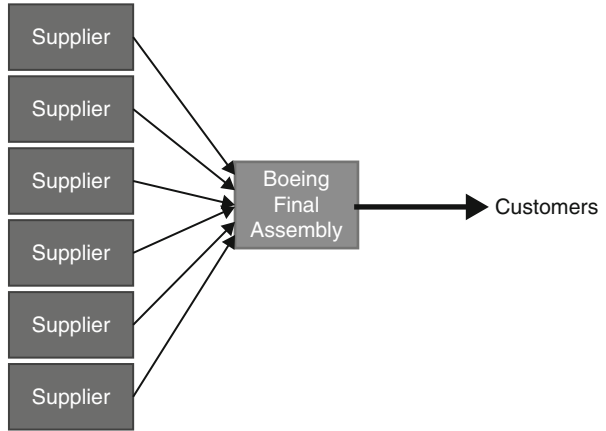 Supplier
Supplier
Supplier
Supplier
Supplier
Supplier
Boeing
Final
Assembly
Customers